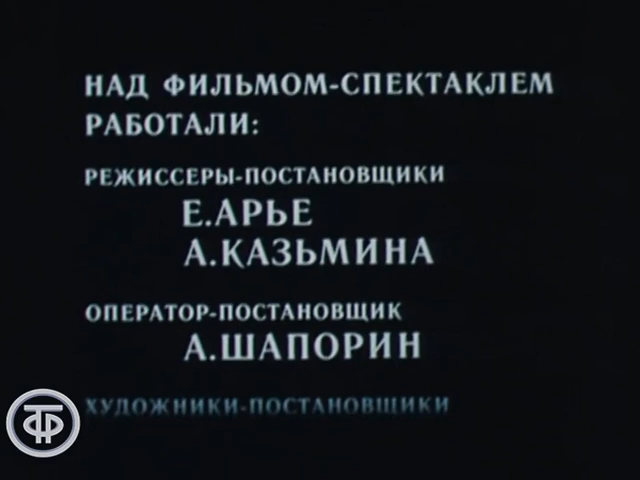 НАД ФИЛЬМОМ-СПЕКТАКЛЕМ
РАБОТАЛИ:
РЕЖИССЕРЫ-ПОСТАНОВЩИКИ
Е.АРЬЕ
А.КАЗЬМИНА
ОПЕРАТОР-ПОСТАНОВЩИК
А.ШАПОРИН
ХУДОЖНИКИ-ПОСТАНОВЩИКИ